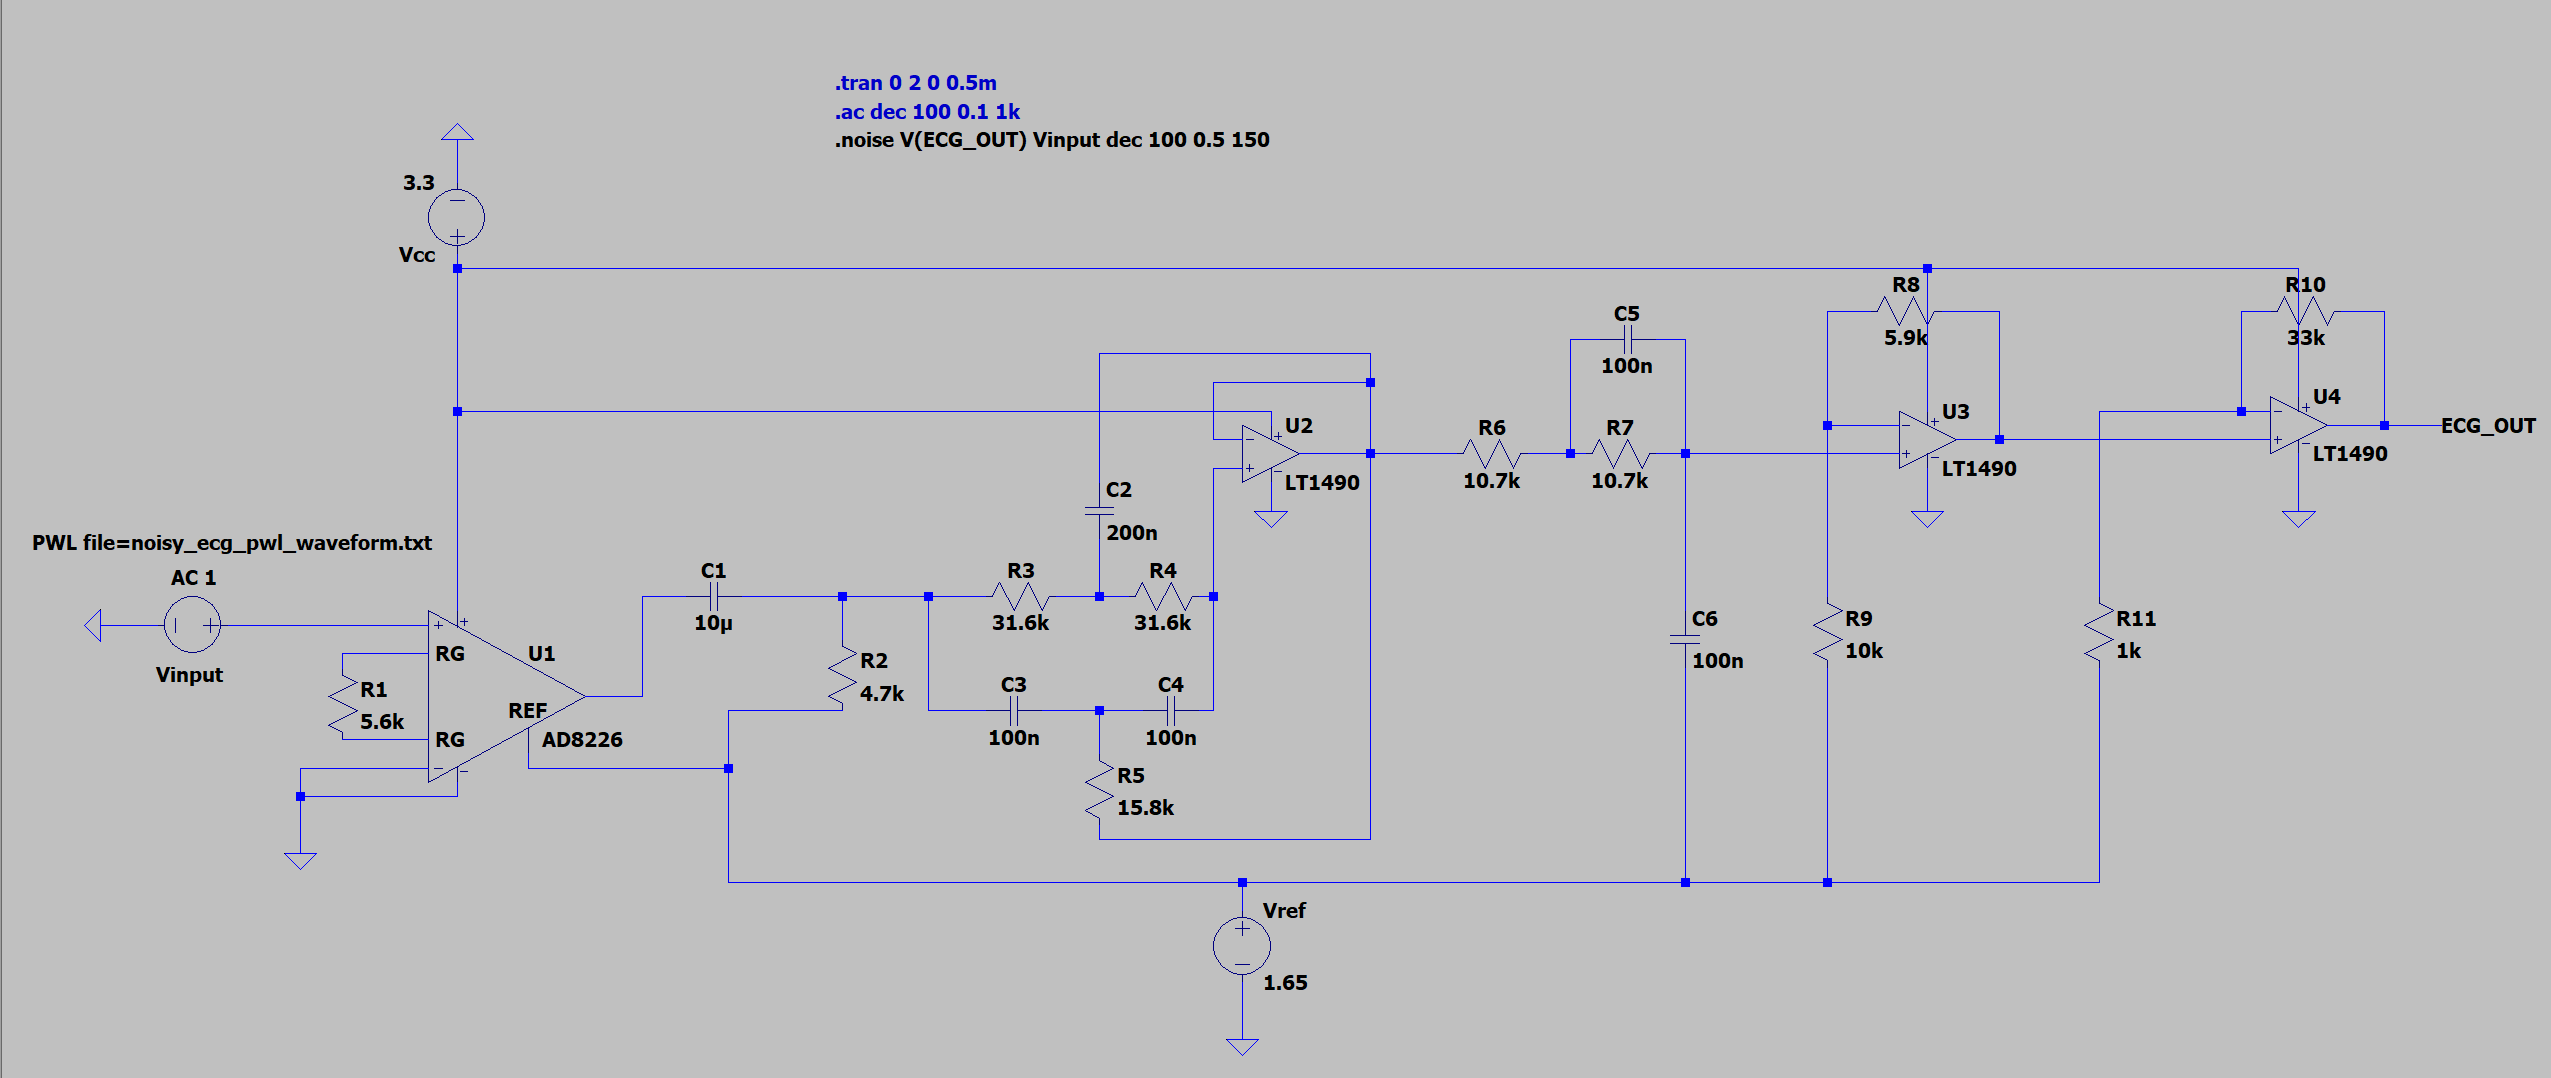 .tran 0 2 0 0.5m
.ac dec 100 0.1 1k
.noise V(ECG_OUT) Vinput dec 100 0.5 150
3.3
Vcc
R8
5.9k
R10
33k
C5
100n
U3
LT1490
U4
LT1490
ECG_OUT
U2
LT1490
R6
10.7k
R7
10.7k
C2
200n
PWL file=noisy_ecg_pwl_waveform.txt
AC 1
Vinput
C1
10µ
R3
31.6k
R4
31.6k
RG
U1
R1
5.6k
REF
RG
AD8226
R2
4.7k
C3
100n
C4
100n
R5
15.8k
C6
100n
R9
10k
R11
1k
Vref
1.65